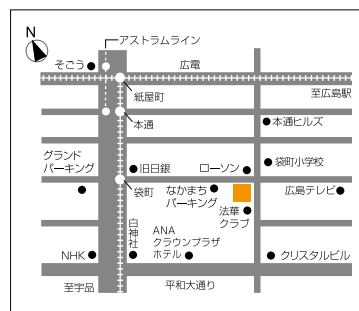 N
アストラムライン
そごう
広電
紙屋町
至広島駅
本通
本通ヒルズ
グランド
パーキング
旧日銀
ローソン
袋町小学校
袋町
なかまち
パーキング
広島テレビ
法華
クラブ
白神社
ANA
クラウンプラザ
ホテル
NHK
クリスタルビル
至宇品
平和大通り